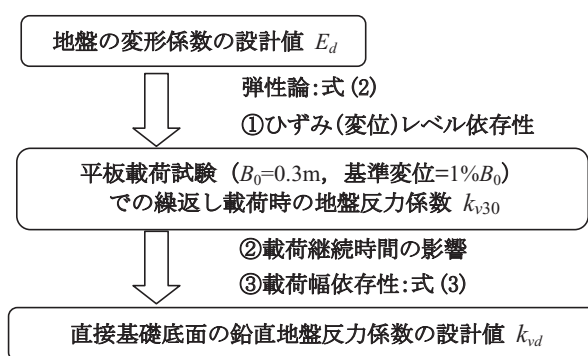 地盤の変形係数の設計値 E_d
弾性論：式(2)
①ひずみ(変位)レベル依存性
平板載荷試験（B_0=0.3m，基準変位=1%B_0）
での繰返し載荷時の地盤反力係数 k_{v30}
②載荷継続時間の影響
③載荷幅依存性：式(3)
直接基礎底面の鉛直地盤反力係数の設計値 k_{vd}